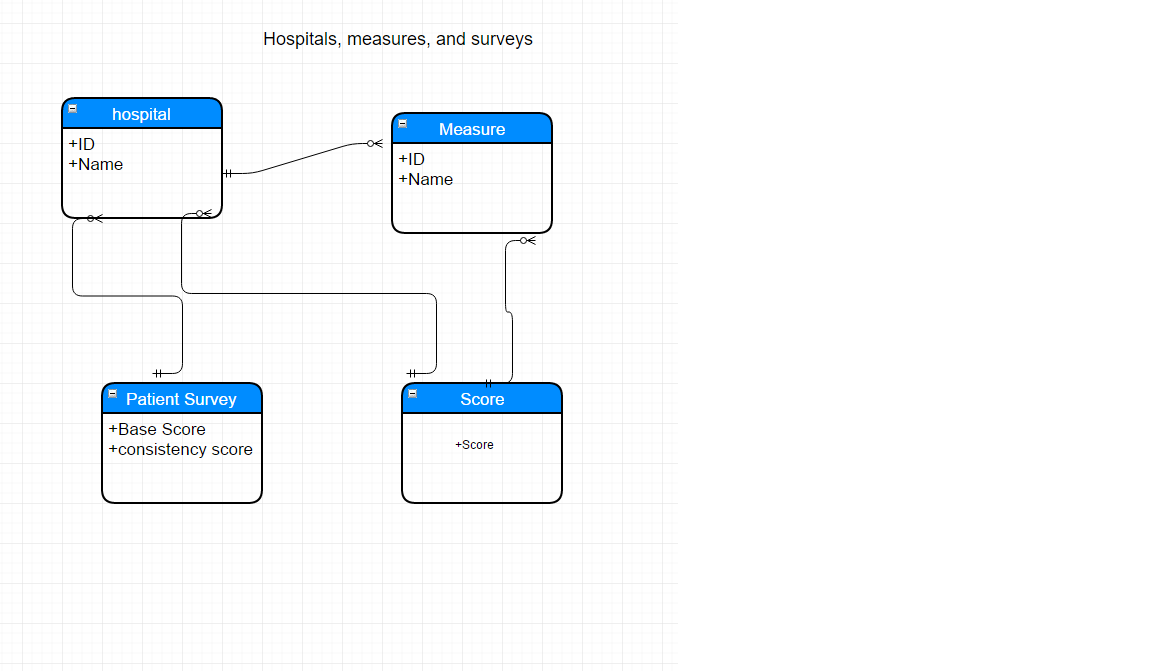 Hospitals, measures, and surveys
hospital
+ID
+Name
Measure
+ID
+Name
Patient Survey
+Base Score
+consistency score
Score
+Score